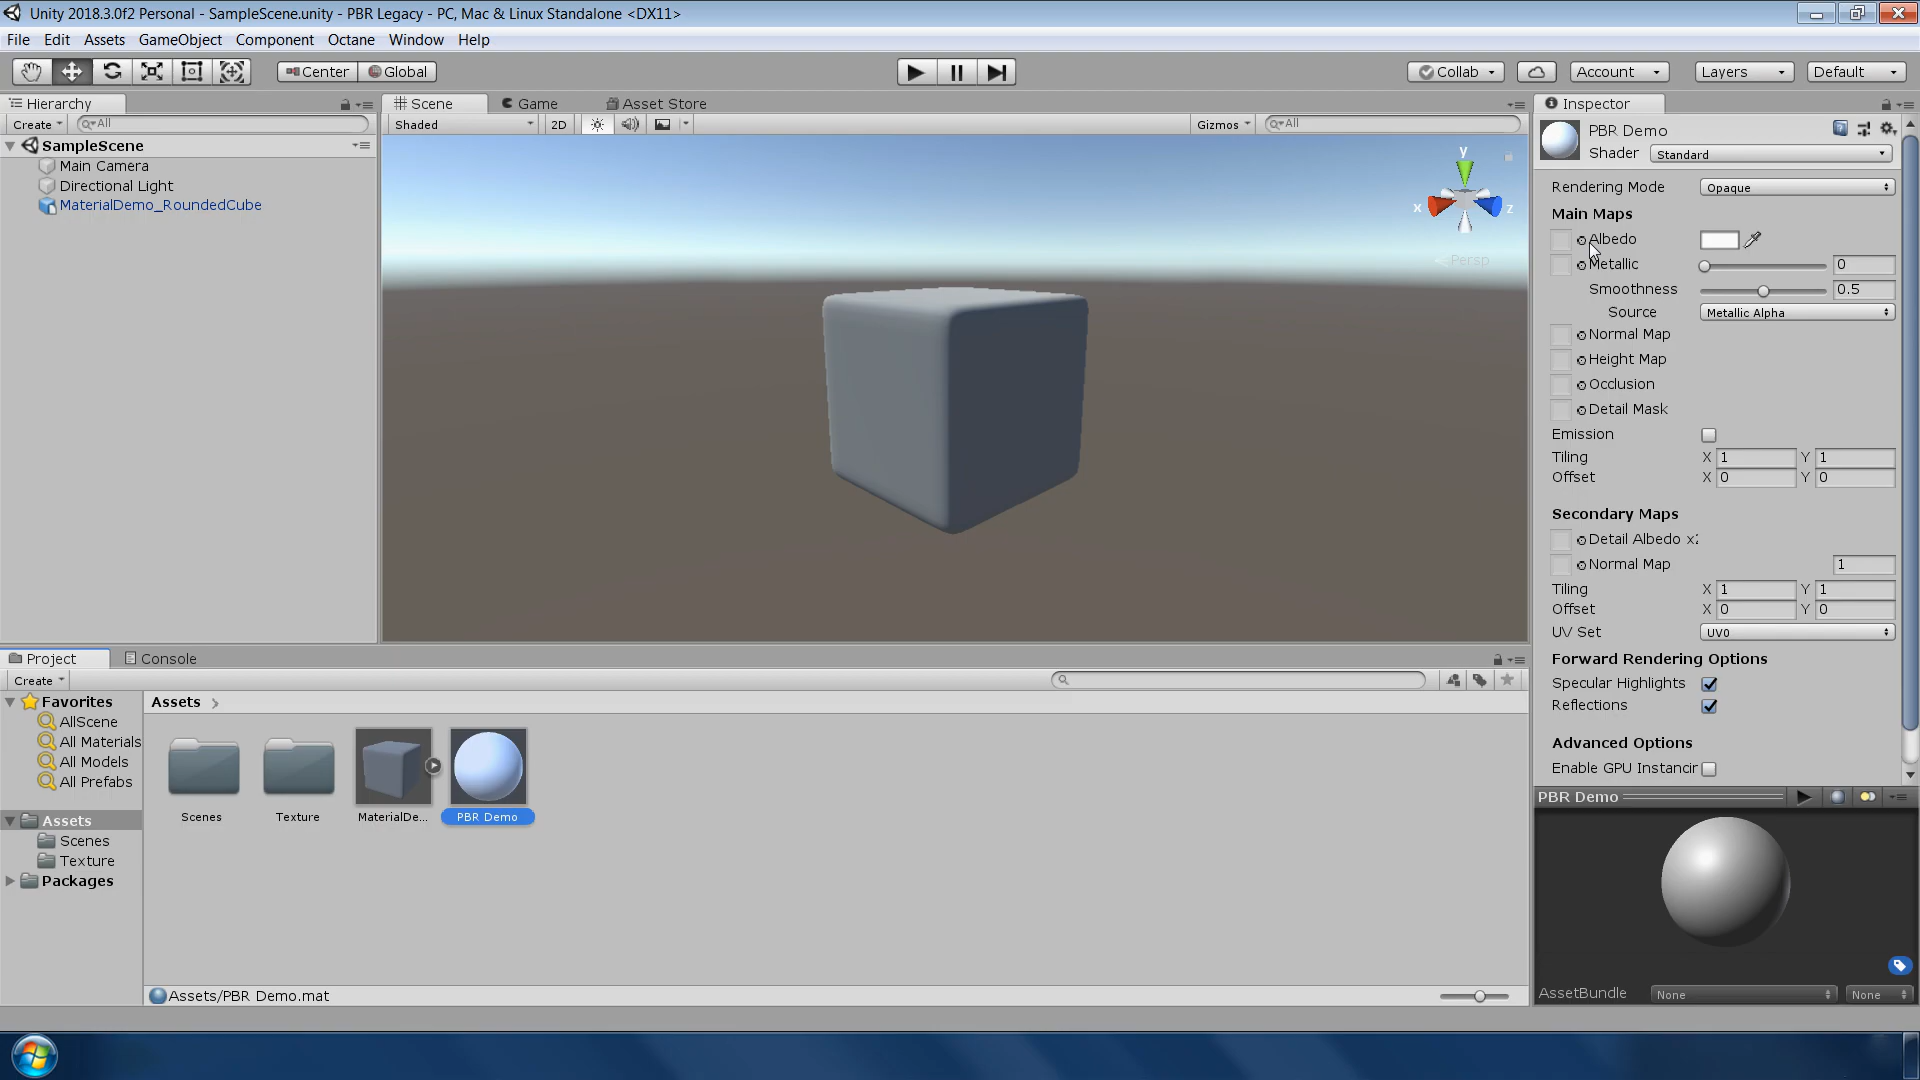 Unity 2018.3.0f2 Personal - SampleScene.unity - PBR Legacy - PC, Mac & Linux Standalone <DX11>
File Edit Assets GameObject Component Octane Window Help
Center Global Collab Account Layers Default
Hierarchy
Create All
SampleScene
Main Camera
Directional Light
MaterialDemo_RoundedCube
Scene Game Asset Store
Shaded 2D Gizmos All
y
x z
Persp
Inspector
PBR Demo
Shader Standard
Rendering Mode Opaque
Main Maps
Albedo
Metallic 0
Smoothness 0.5
Source Metallic Alpha
Normal Map
Height Map
Occlusion
Detail Mask
Emission
Tiling X 1 Y 1
Offset X 0 Y 0
Secondary Maps
Detail Albedo x2
Normal Map 1
Tiling X 1 Y 1
Offset X 0 Y 0
UV Set UV0
Forward Rendering Options
Specular Highlights
Reflections
Advanced Options
Enable GPU Instancin
PBR Demo
AssetBundle None None
Project Console
Create
Favorites
AllScene
All Materials
All Models
All Prefabs
Assets
Scenes
Texture
Packages
Assets
Scenes Texture MaterialDe... PBR Demo
Assets/PBR Demo.mat